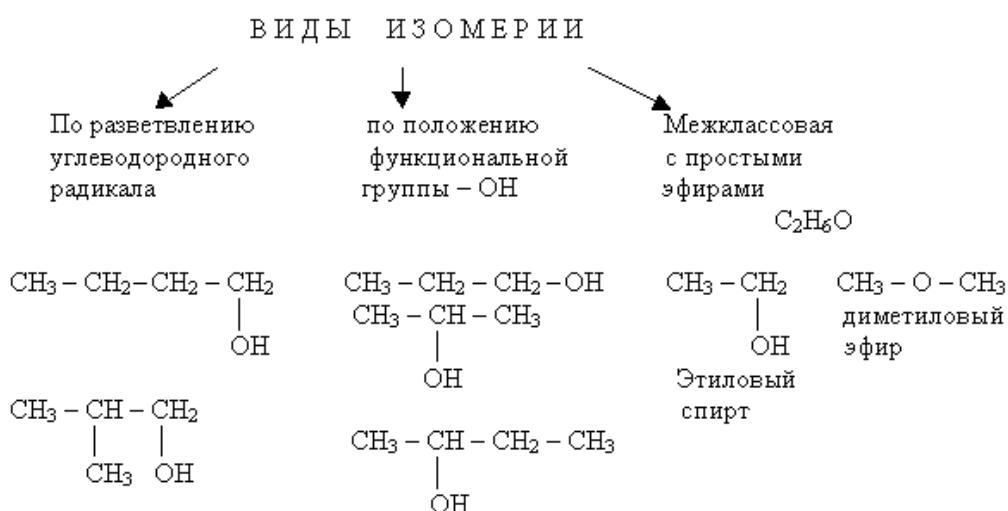 ВИДЫ ИЗОМЕРИИ
По разветвлению
углеводородного
радикала
по положению
функциональной
группы – ОН
Межклассовая
с простыми
эфирами
C₂H₆O
CH₃ – CH₂ – CH₂ – CH₂
OH
CH₃ – CH – CH₂
CH₃ OH
CH₃ – CH₂ – CH₂ – OH
CH₃ – CH – CH₃
OH
CH₃ – CH – CH₂ – CH₃
OH
CH₃ – CH₂
OH
Этиловый
спирт
CH₃ – O – CH₃
диметиловый
эфир